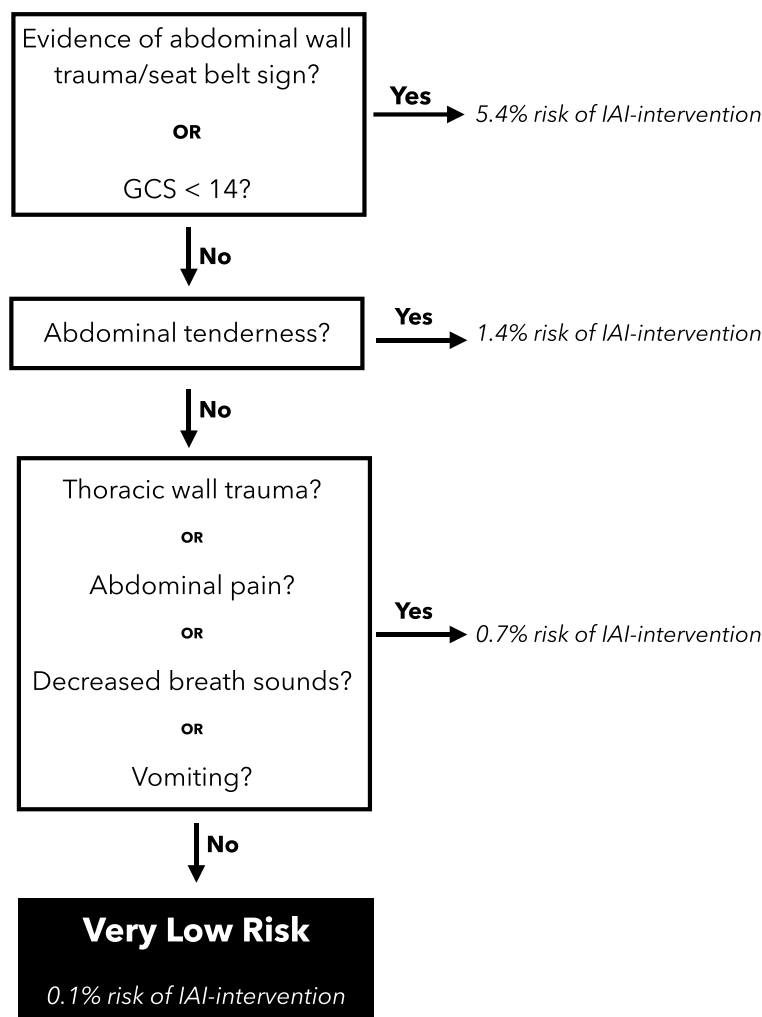 Evidence of abdominal wall
trauma/seat belt sign?
OR
GCS < 14?
Yes
5.4% risk of IAI-intervention
No
Abdominal tenderness?
Yes
1.4% risk of IAI-intervention
No
Thoracic wall trauma?
OR
Abdominal pain?
OR
Decreased breath sounds?
OR
Vomiting?
Yes
0.7% risk of IAI-intervention
No
Very Low Risk
0.1% risk of IAI-intervention